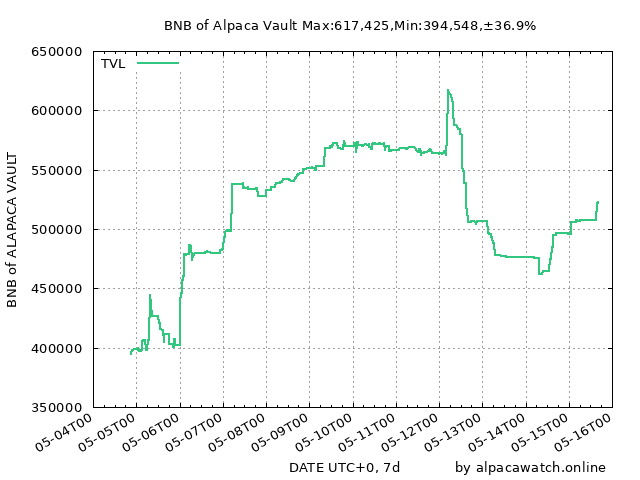 BNB of Alpaca Vault Max:617,425,Min:394,548,±36.9%
TVL
BNB of ALAPACA VAULT
650000
600000
550000
500000
450000
400000
350000
05-04T00
05-05T00
05-06T00
05-07T00
05-08T00
05-09T00
05-10T00
05-11T00
05-12T00
05-13T00
05-14T00
05-15T00
05-16T00
DATE UTC+0, 7d
by alpacawatch.online